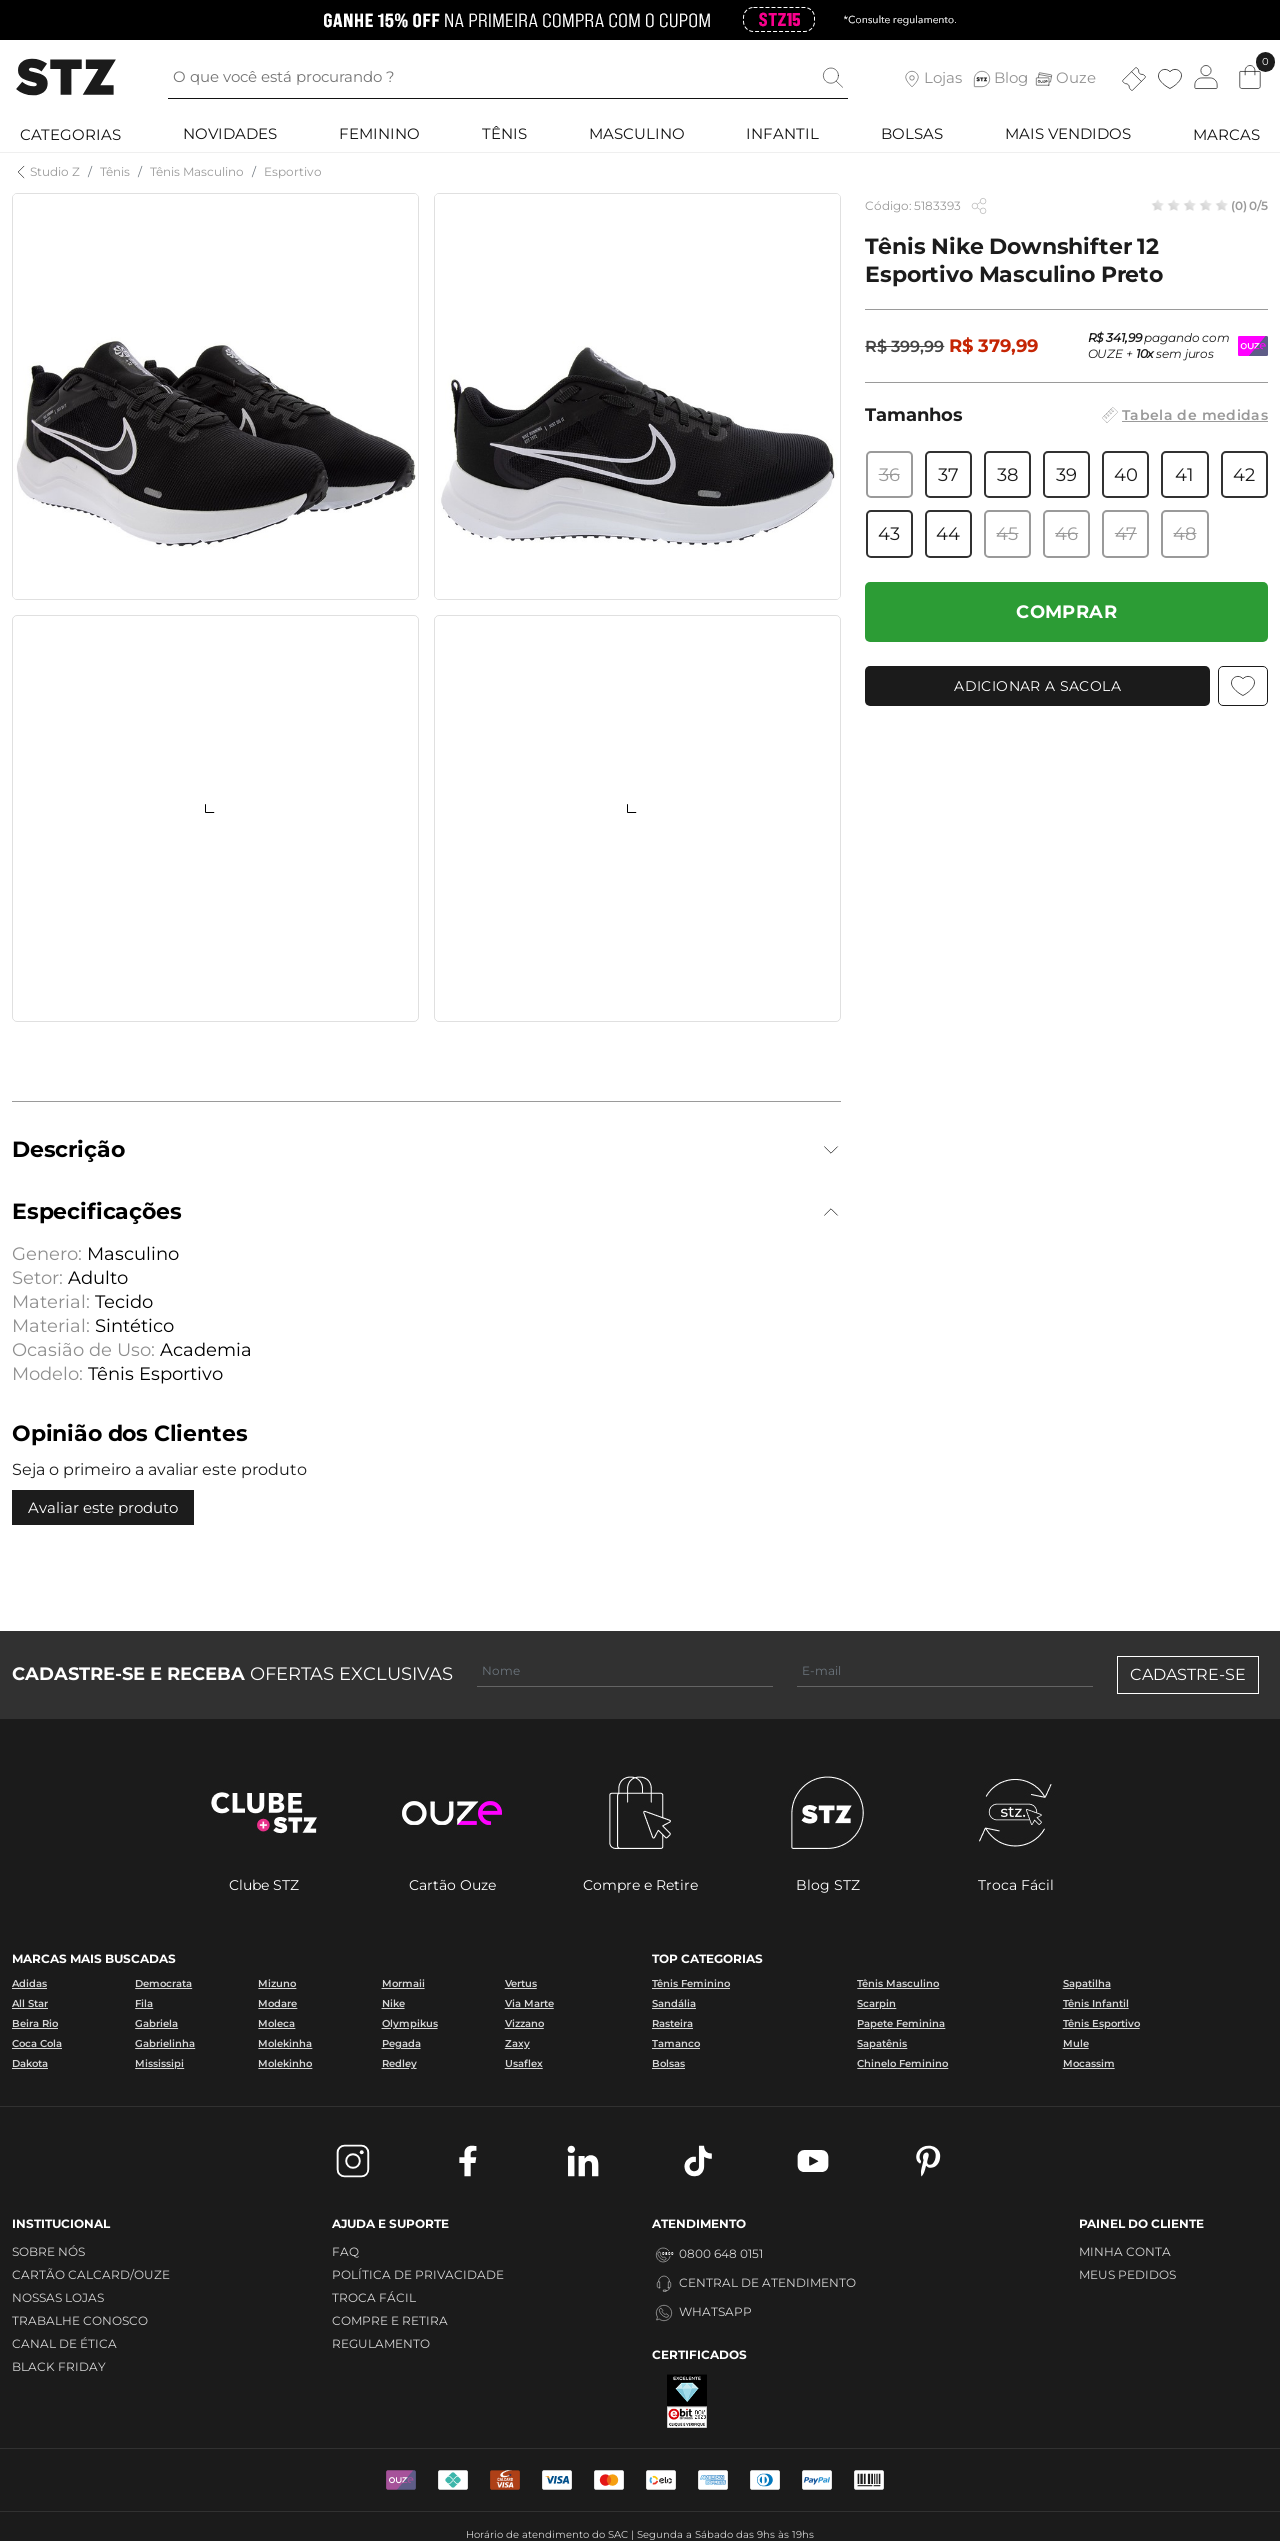 GANHE 15% OFF NA PRIMEIRA COMPRA COM O CUPOM STZ15 *Consulte regulamento.
STZ
O que você está procurando ?
Lojas
STZ
Blog
Ouze
0
CATEGORIAS NOVIDADES FEMININO TÊNIS MASCULINO INFANTIL BOLSAS MAIS VENDIDOS MARCAS
Studio Z / Tênis / Tênis Masculino / Esportivo
Código: 5183393
(0) 0/5
Tênis Nike Downshifter 12
Esportivo Masculino Preto
R$ 399,99 R$ 379,99
R$ 341,99 pagando com
OUZE + 10x sem juros
OUZE
Tamanhos
Tabela de medidas
36 37 38 39 40 41 42
43 44 45 46 47 48
COMPRAR
ADICIONAR A SACOLA
Descrição
Especificações
Genero: Masculino
Setor: Adulto
Material: Tecido
Material: Sintético
Ocasião de Uso: Academia
Modelo: Tênis Esportivo
Opinião dos Clientes
Seja o primeiro a avaliar este produto
Avaliar este produto
CADASTRE-SE E RECEBA OFERTAS EXCLUSIVAS
Nome
E-mail
CADASTRE-SE
CLUBE
+STZ
ouze
STZ
stz.
Clube STZ
Cartão Ouze
Compre e Retire
Blog STZ
Troca Fácil
MARCAS MAIS BUSCADAS
Adidas Democrata Mizuno Mormaii Vertus
All Star Fila Modare Nike Via Marte
Beira Rio Gabriela Moleca Olympikus Vizzano
Coca Cola Gabrielinha Molekinha Pegada Zaxy
Dakota Mississipi Molekinho Redley Usaflex
TOP CATEGORIAS
Tênis Feminino Tênis Masculino Sapatilha
Sandália Scarpin Tênis Infantil
Rasteira Papete Feminina Tênis Esportivo
Tamanco Sapatênis Mule
Bolsas Chinelo Feminino Mocassim
INSTITUCIONAL
SOBRE NÓS
CARTÃO CALCARD/OUZE
NOSSAS LOJAS
TRABALHE CONOSCO
CANAL DE ÉTICA
BLACK FRIDAY
AJUDA E SUPORTE
FAQ
POLÍTICA DE PRIVACIDADE
TROCA FÁCIL
COMPRE E RETIRA
REGULAMENTO
ATENDIMENTO
0800 648 0151
CENTRAL DE ATENDIMENTO
WHATSAPP
CERTIFICADOS
EXCELENTE
ebit
CLIQUE E VERIFIQUE
PAINEL DO CLIENTE
MINHA CONTA
MEUS PEDIDOS
VISA
VISA
elo
PayPal
Horário de atendimento do SAC | Segunda a Sábado das 9hs às 19hs